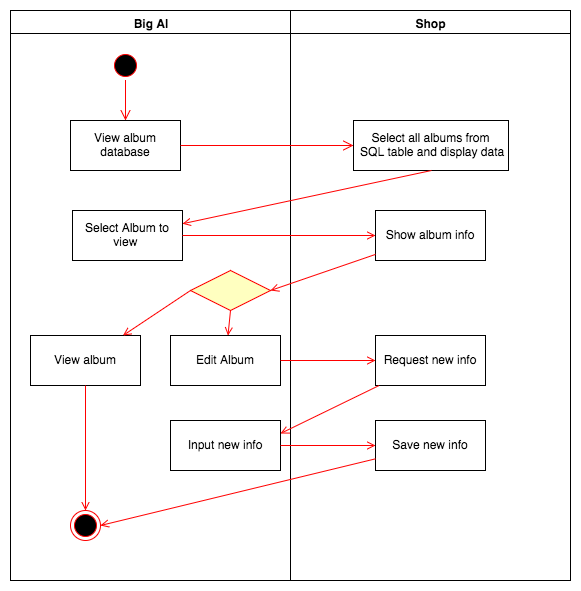 Big Al
Shop
View album
database
Select all albums from
SQL table and display data
Select Album to
view
Show album info
View album
Edit Album
Request new info
Input new info
Save new info